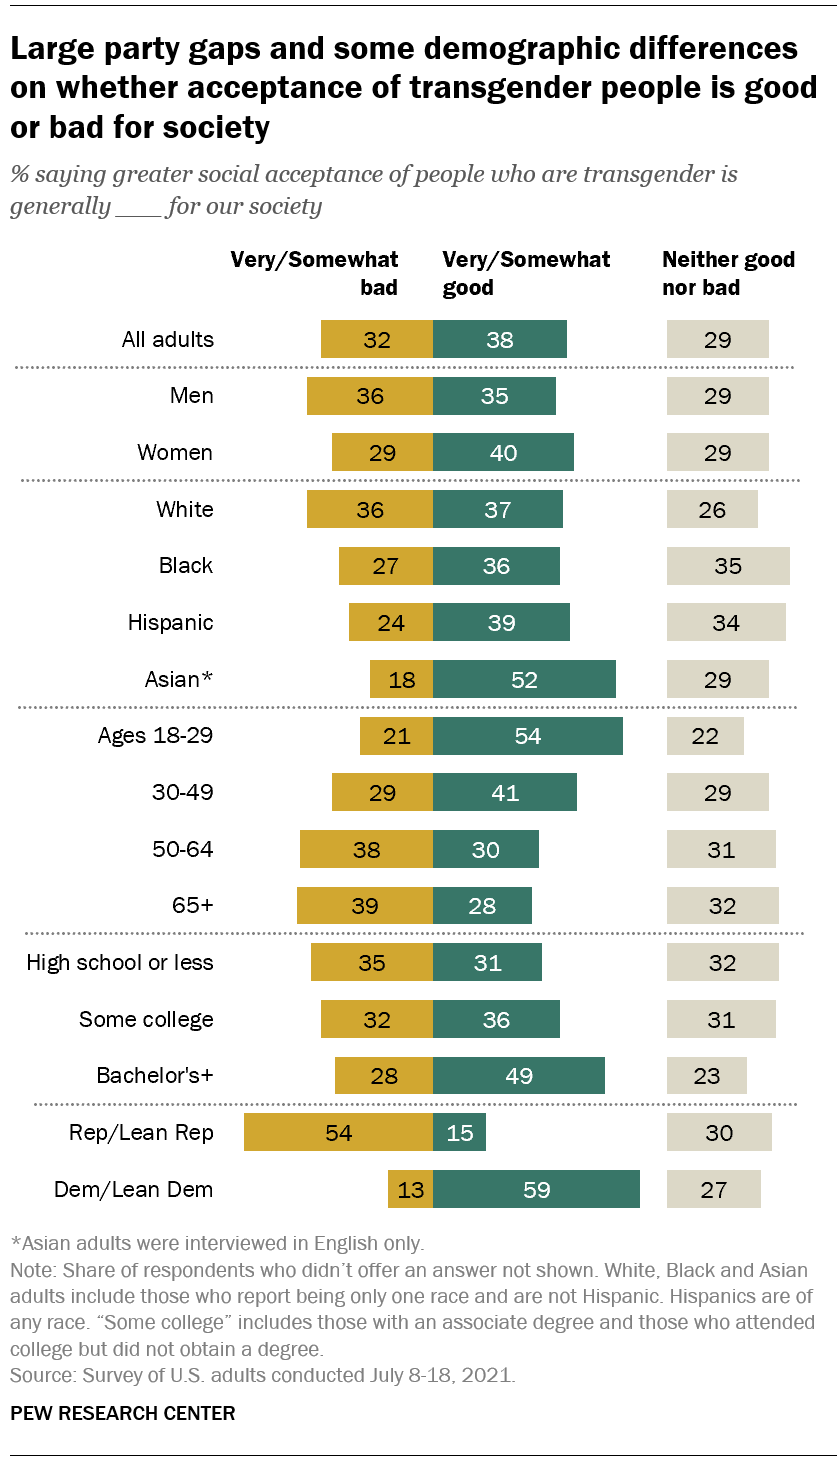 Large party gaps and some demographic differences
on whether acceptance of transgender people is good
or bad for society
% saying greater social acceptance of people who are transgender is
generally ___ for our society
Very/Somewhat bad Very/Somewhat good Neither good nor bad
All adults 32 38 29
Men 36 35 29
Women 29 40 29
White 36 37 26
Black 27 36 35
Hispanic 24 39 34
Asian* 18 52 29
Ages 18-29 21 54 22
30-49 29 41 29
50-64 38 30 31
65+ 39 28 32
High school or less 35 31 32
Some college 32 36 31
Bachelor's+ 28 49 23
Rep/Lean Rep 54 15 30
Dem/Lean Dem 13 59 27
*Asian adults were interviewed in English only.
Note: Share of respondents who didn’t offer an answer not shown. White, Black and Asian
adults include those who report being only one race and are not Hispanic. Hispanics are of
any race. “Some college” includes those with an associate degree and those who attended
college but did not obtain a degree.
Source: Survey of U.S. adults conducted July 8-18, 2021.
PEW RESEARCH CENTER